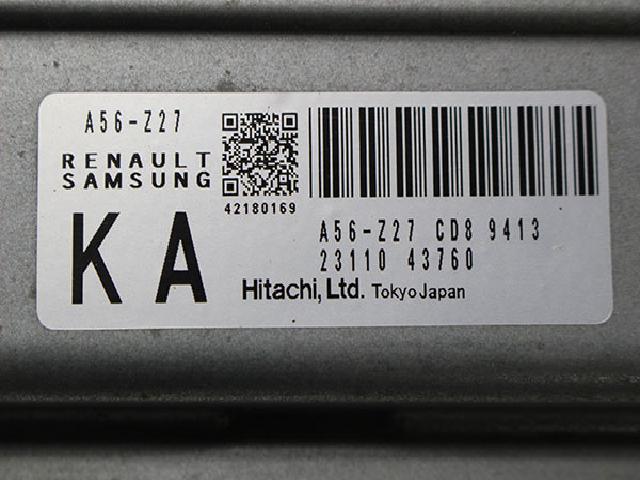 A56-Z27
RENAULT
SAMSUNG
42180169
KA
A56-Z27 CD8 9413
23110 43760
Hitachi, Ltd. Tokyo Japan